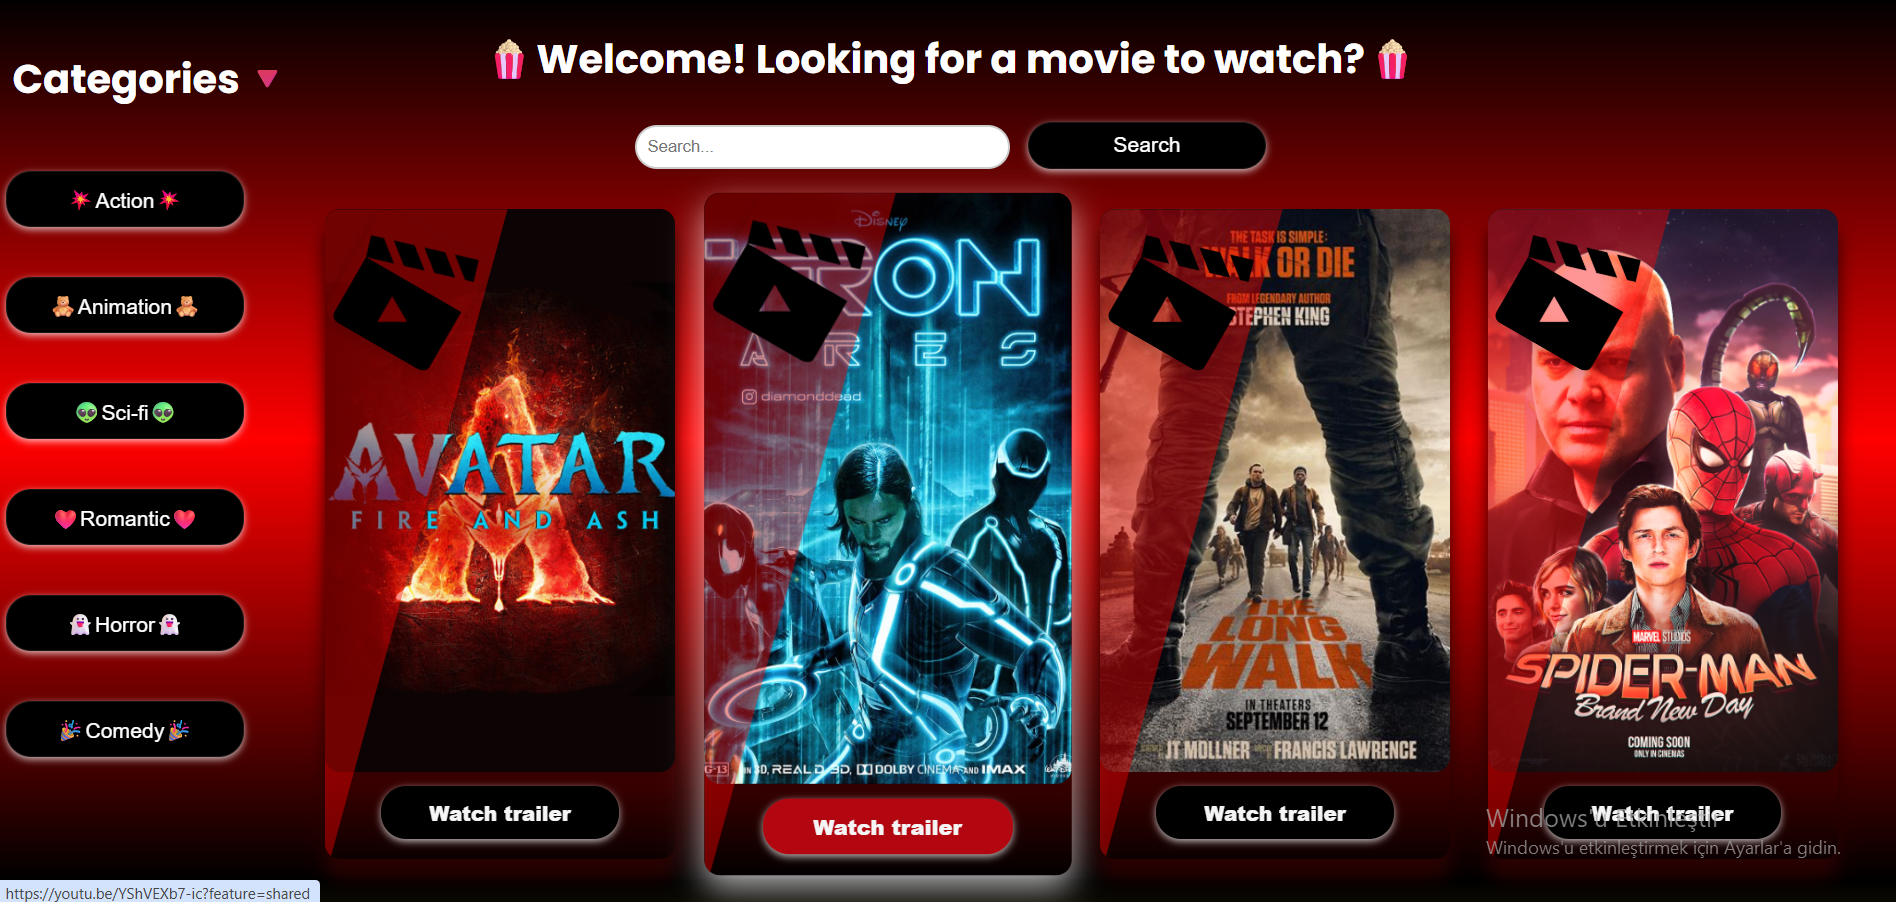 🍿 Welcome! Looking for a movie to watch? 🍿
Categories 🔻
Search...
Search
💥 Action 💥
🧸 Animation 🧸
👽 Sci-fi 👽
❤️ Romantic ❤️
👻 Horror 👻
🎉 Comedy 🎉
AVATAR
FIRE AND ASH
Watch trailer
Disney
TRON
ARES
diamonddead
IN 3D, REAL D 3D, DOLBY CINEMA AND IMAX
Watch trailer
THE TASK IS SIMPLE:
WALK OR DIE
FROM LEGENDARY AUTHOR
STEPHEN KING
THE
LONG
WALK
IN THEATERS
SEPTEMBER 12
JT MOLLNER
FRANCIS LAWRENCE
Watch trailer
MARVEL STUDIOS
SPIDER-MAN
Brand New Day
COMING SOON
ONLY IN CINEMAS
Watch trailer
Windows'u Etkinleştir
Windows'u etkinleştirmek için Ayarlar'a gidin.
https://youtu.be/YShVEXb7-ic?feature=shared